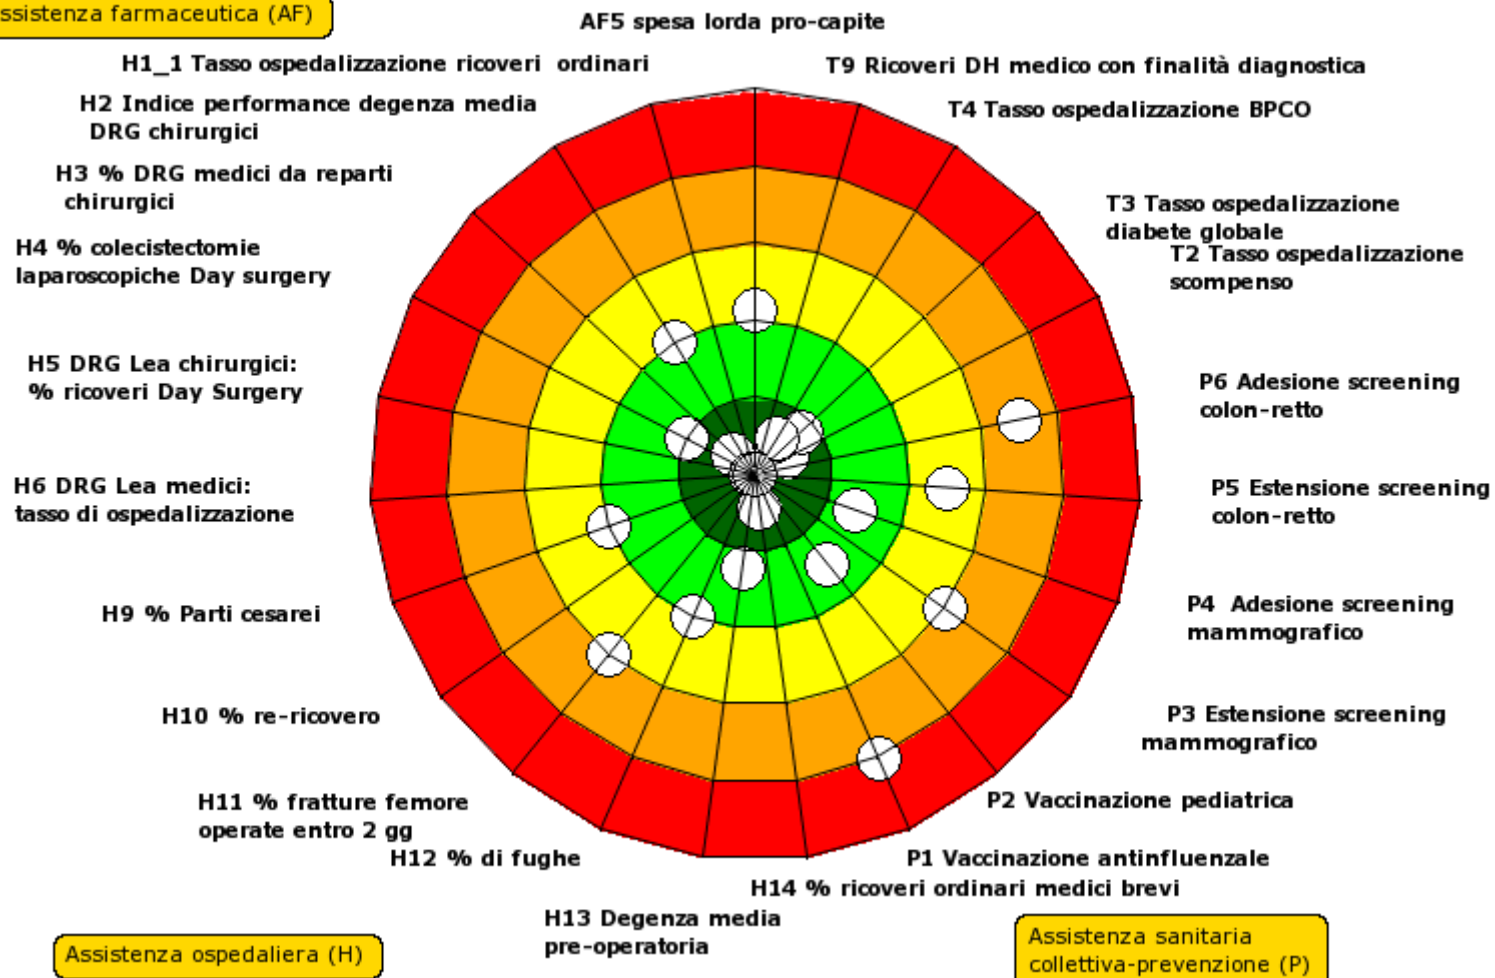 ssistenza farmaceutica (AF)
AF5 spesa lorda pro-capite
H1_1 Tasso ospedalizzazione ricoveri ordinari
T9 Ricoveri DH medico con finalità diagnostica
H2 Indice performance degenza media
DRG chirurgici
T4 Tasso ospedalizzazione BPCO
H3 % DRG medici da reparti
chirurgici
T3 Tasso ospedalizzazione
diabete globale
H4 % colecistectomie
laparoscopiche Day surgery
T2 Tasso ospedalizzazione
scompenso
H5 DRG Lea chirurgici:
% ricoveri Day Surgery
P6 Adesione screening
colon-retto
H6 DRG Lea medici:
tasso di ospedalizzazione
P5 Estensione screening
colon-retto
H9 % Parti cesarei
P4 Adesione screening
mammografico
H10 % re-ricovero
P3 Estensione screening
mammografico
H11 % fratture femore
operate entro 2 gg
P2 Vaccinazione pediatrica
H12 % di fughe
P1 Vaccinazione antinfluenzale
H14 % ricoveri ordinari medici brevi
H13 Degenza media
pre-operatoria
Assistenza ospedaliera (H)
Assistenza sanitaria
collettiva-prevenzione (P)